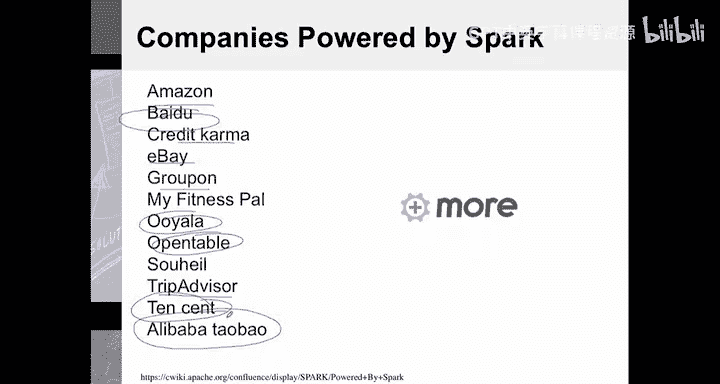 Companies Powered by Spark
bilibili
Amazon
Baidu
Credit karma
eBay
Groupon
My Fitness Pal
Ooyala
Opentable
Souheil
TripAdvisor
Ten cent
Alibaba taobao
more
https://cwiki.apache.org/confluence/display/SPARK/Powered+By+Spark